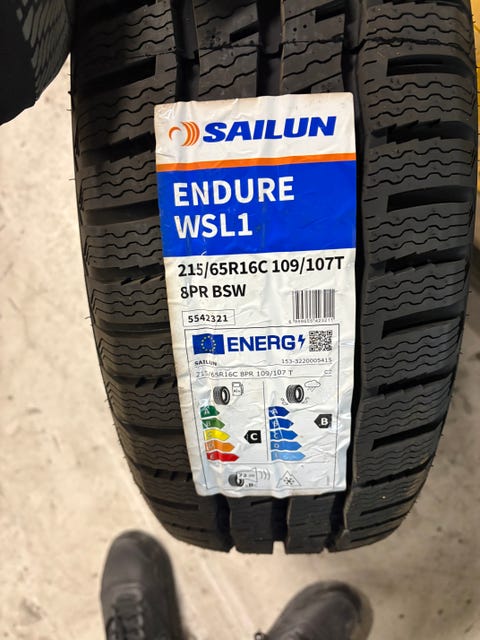 SAILUN
ENDURE
WSL1
215/65R16C 109/107T
8PR BSW
5542321
ENERG
SAILUN
153-3220005415
215/65R16C 8PR 109/107 T
C2
A
A
B
B
C
C
C
D
D
E